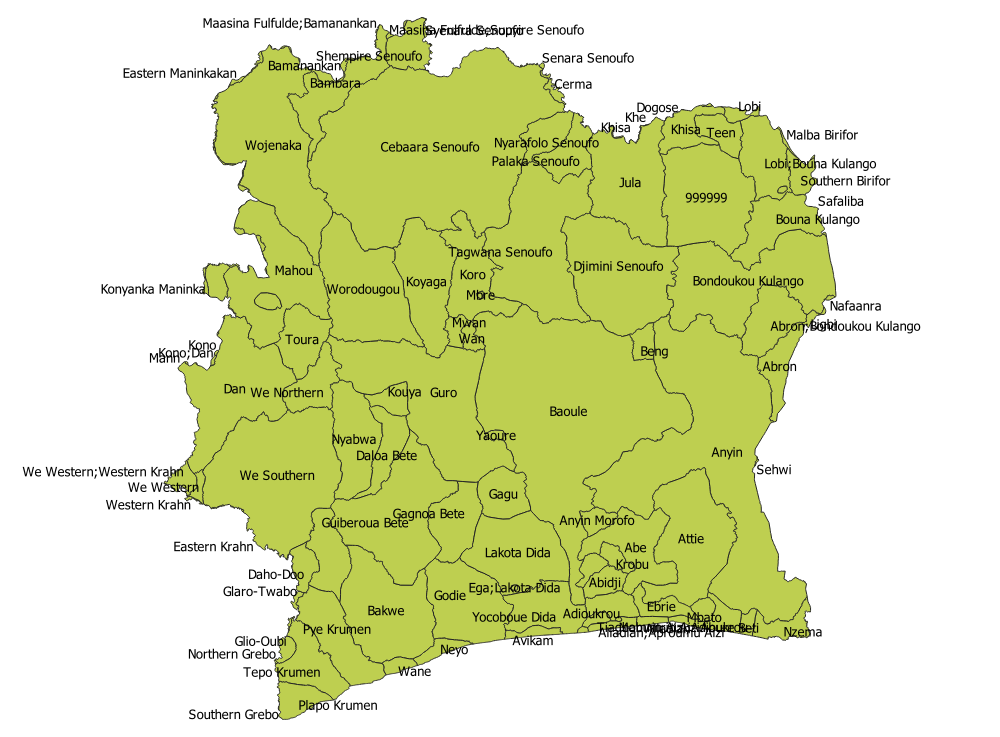 Maasina Fulfulde;Bamanankan
Senoufo
Shempire Senoufo
Senara Senoufo
Bamanankan
Eastern Maninkakan
Bambara
Cerma
Dogose
Lobi
Khe
Khisa
Khisa
Teen
Malba Birifor
Wojenaka
Cebaara Senoufo
Nyarafolo Senoufo
Palaka Senoufo
Lobi;Bouna Kulango
Jula
Southern Birifor
999999
Safaliba
Bouna Kulango
Tagwana Senoufo
Mahou
Koro
Djimini Senoufo
Koyaga
Bondoukou Kulango
Konyanka Maninka
Worodougou
Mbre
Nafaanra
Mwan
Abron;Bondoukou Kulango
Wan
Toura
Kono
Kono;Dan
Mann
Beng
Abron
Dan
We Northern
Kouya
Guro
Baoule
Yaoure
Nyabwa
Daloa Bete
Anyin
Sehwi
We Western;Western Krahn
We Southern
We Western
Gagu
Western Krahn
Gagnoa Bete
Anyin Morofo
Guiberoua Bete
Attie
Eastern Krahn
Lakota Dida
Abe
Krobu
Daho-Doo
Abidji
Glaro-Twabo
Ega;Lakota Dida
Godie
Bakwe
Ebrie
Adioukrou
Yocoboue Dida
Mbato
Pye Krumen
Nzema
Alladian;Aproumu Aizi
Glio-Oubi
Avikam
Neyo
Northern Grebo
Tepo Krumen
Wane
Plapo Krumen
Southern Grebo